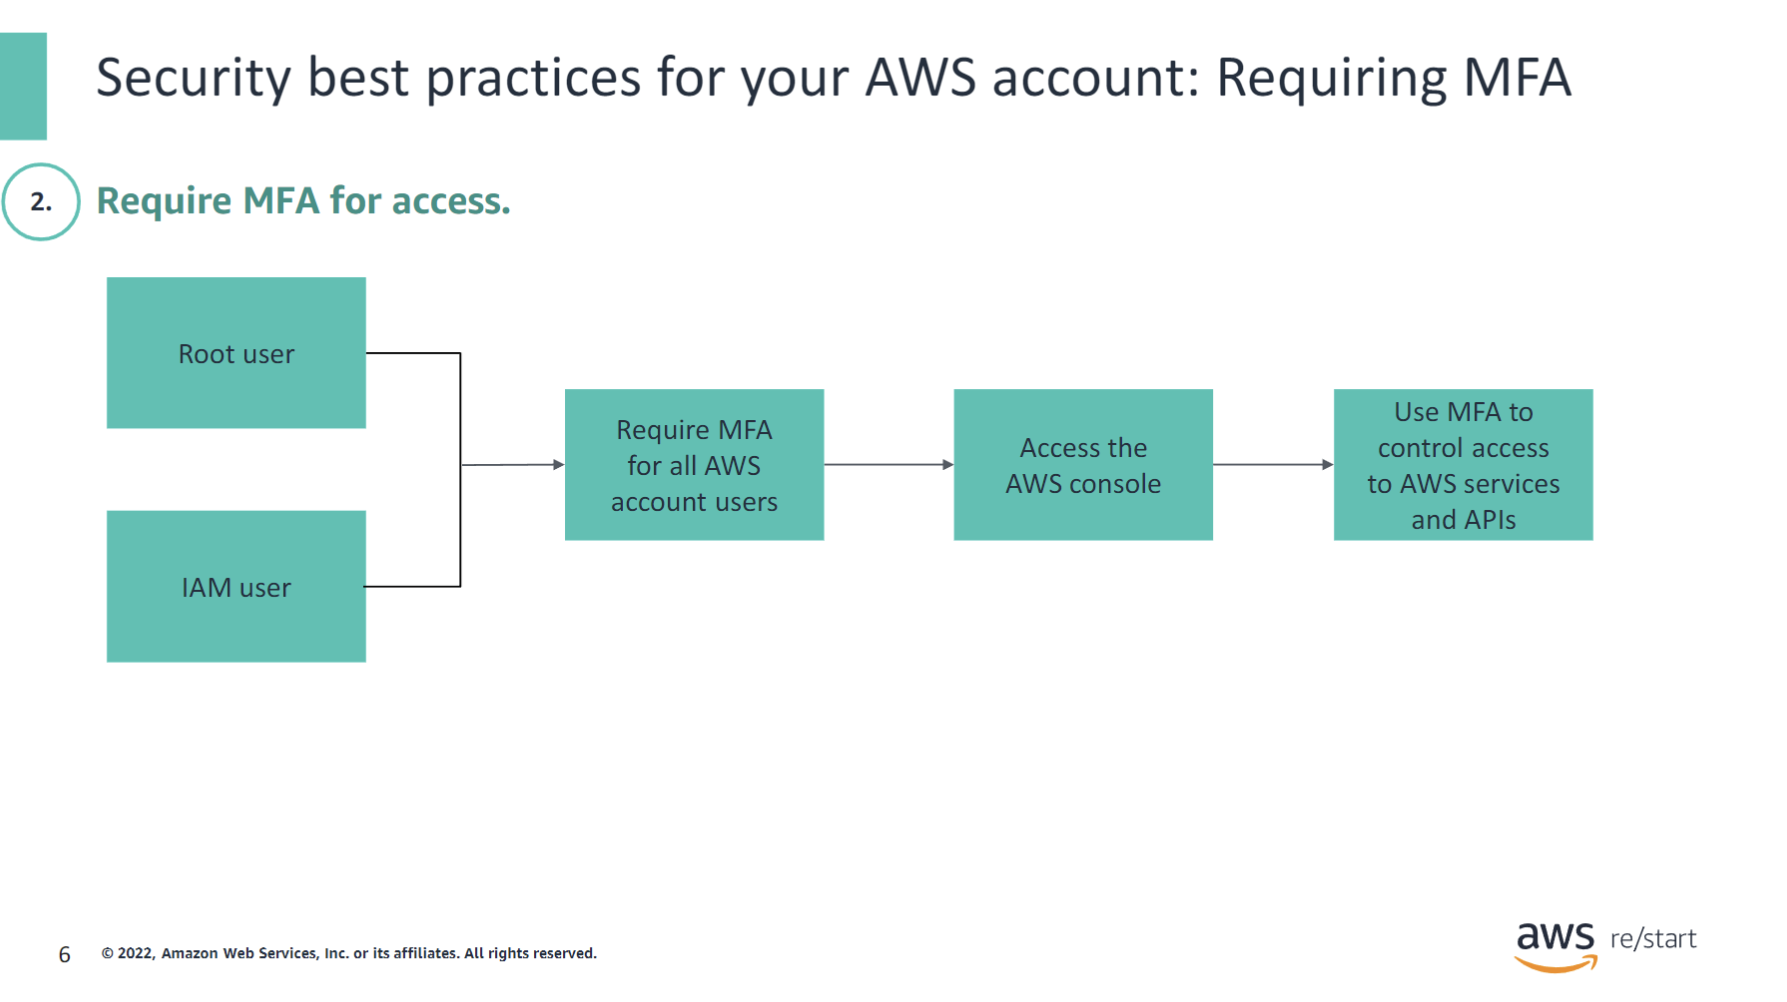 Security best practices for your AWS account: Requiring MFA
2.
Require MFA for access.
Root user
IAM user
Require MFA
for all AWS
account users
Access the
AWS console
Use MFA to
control access
to AWS services
and APIs
6
© 2022, Amazon Web Services, Inc. or its affiliates. All rights reserved.
aws re/start